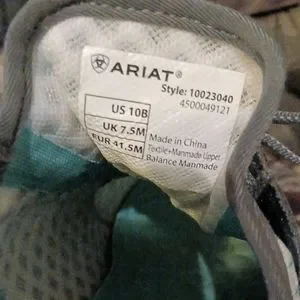 ARIAT®
Style: 10023040
4500049121
US 10B
UK 7.5M
EUR 41.5M
Made in China
Textile+Manmade Upper
Balance Manmade